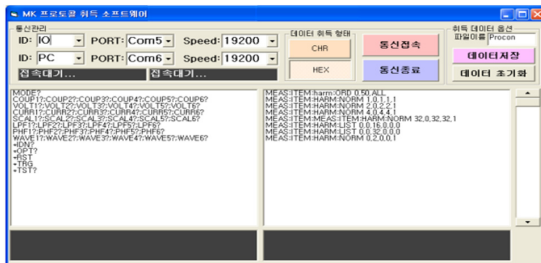 MK 프로토콜 취득 소프트웨어
통신관리
ID: IO PORT: Com5 Speed: 19200
ID: PC PORT: Com6 Speed: 19200
접속대기... 접속대기...
데이터 취득 형태
CHR
HEX
통신접속
통신종료
취득 데이터 옵션
파일이름 Procon
데이터저장
데이터 초기화
MODE?
COUP1?;COUP2?;COUP3?;COUP4?;COUP5?;COUP6?
VOLT1?;VOLT2?;VOLT3?;VOLT4?;VOLT5?;VOLT6?
CURR1?;CURR2?;CURR3?;CURR4?;CURR5?;CURR6?
SCAL1?;SCAL2?;SCAL3?;SCAL4?;SCAL5?;SCAL6?
LPF1?;LPF2?;LPF3?;LPF4?;LPF5?;LPF6?
PHF1?;PHF2?;PHF3?;PHF4?;PHF5?;PHF6?
WAVE1?;WAVE2?;WAVE3?;WAVE4?;WAVE5?;WAVE6?
*IDN?
*OPT?
*RST
*TRG
*TST?
MEAS:ITEM:harm:ORD 0,50,ALL
MEAS:ITEM:HARM:NORM 1,0,1,1,1
MEAS:ITEM:HARM:NORM 2,0,2,2,1
MEAS:ITEM:HARM:NORM 4,0,4,4,1
MEAS:ITEM:MEAS:ITEM:HARM:NORM 32,0,32,32,1
MEAS:ITEM:HARM:LIST 0,0,16,0,0,0
MEAS:ITEM:HARM:LIST 0,0,32,0,0,0
MEAS:ITEM:HARM:NORM 0,2,0,0,1